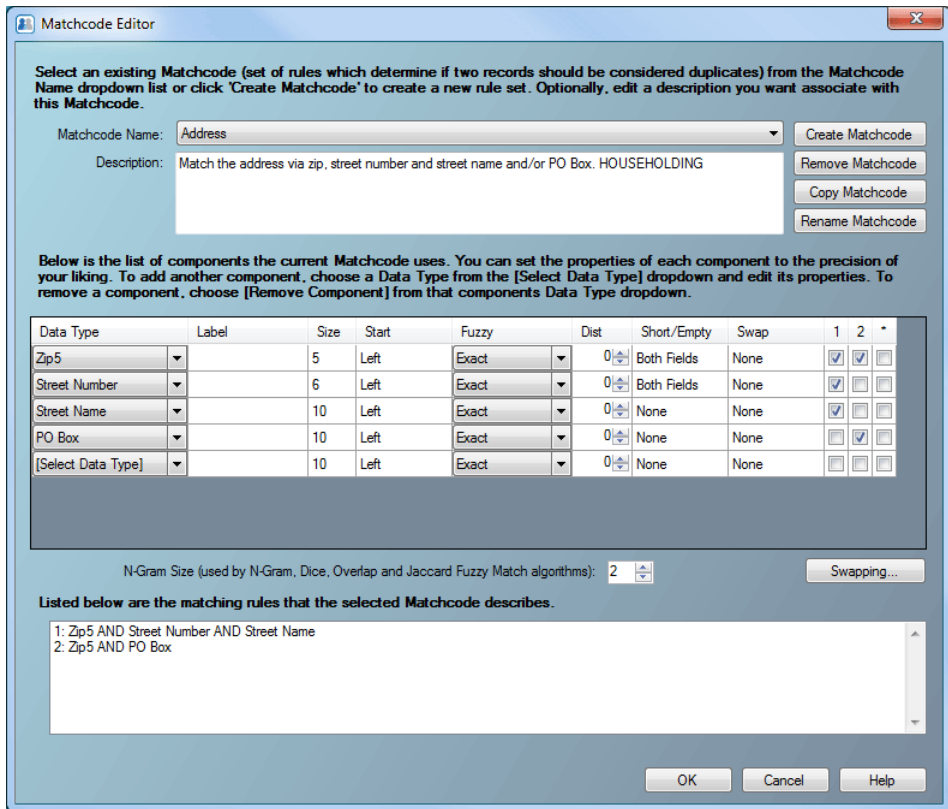 Matchcode Editor
x
Select an existing Matchcode (set of rules which determine if two records should be considered duplicates) from the Matchcode
Name dropdown list or click 'Create Matchcode' to create a new rule set. Optionally, edit a description you want associate with
this Matchcode.
Matchcode Name: Address Create Matchcode
Description: Match the address via zip, street number and street name and/or PO Box. HOUSEHOLDING Remove Matchcode
Copy Matchcode
Rename Matchcode
Below is the list of components the current Matchcode uses. You can set the properties of each component to the precision of
your liking. To add another component, choose a Data Type from the [Select Data Type] dropdown and edit its properties. To
remove a component, choose [Remove Component] from that components Data Type dropdown.
Data Type Label Size Start Fuzzy Dist Short/Empty Swap 1 2 *
Zip5 5 Left Exact 0 Both Fields None
Street Number 6 Left Exact 0 Both Fields None
Street Name 10 Left Exact 0 None None
PO Box 10 Left Exact 0 None None
[Select Data Type] 10 Left Exact 0 None None
N-Gram Size (used by N-Gram, Dice, Overlap and Jaccard Fuzzy Match algorithms): 2 Swapping...
Listed below are the matching rules that the selected Matchcode describes.
1: Zip5 AND Street Number AND Street Name
2: Zip5 AND PO Box
OK Cancel Help